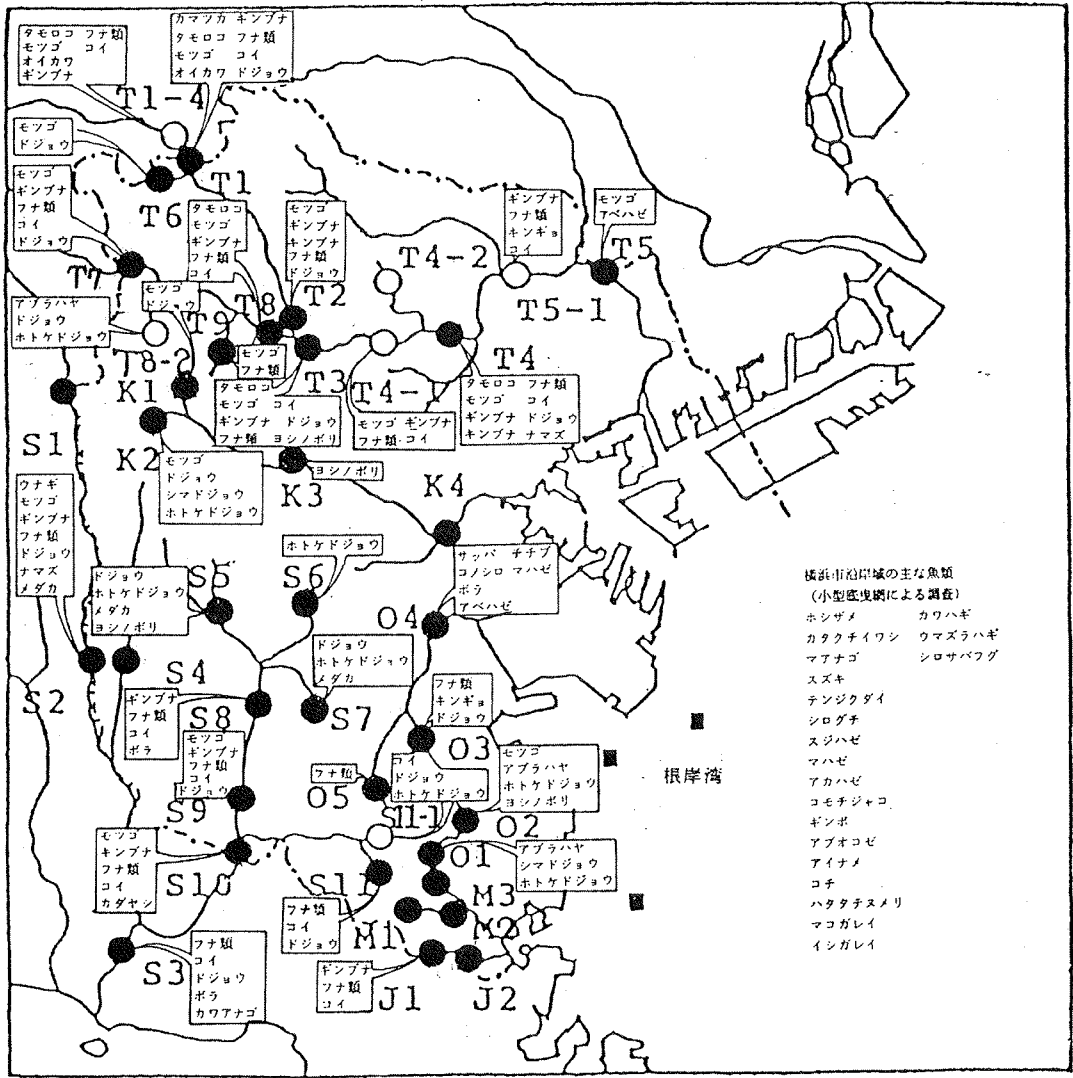 カマツカ ギンブナ
タモロコ フナ類
モツゴ コイ
オイカワ ドジョウ
タモロコ フナ類
モツゴ コイ
オイカワ
ギンブナ
T1-4
モツゴ
ドジョウ
T1
T6
モツゴ
ギンブナ
フナ類
コイ
ドジョウ
T7
タモロコ
モツゴ
ギンブナ
フナ類
コイ
モツゴ
ギンブナ
キンブナ
フナ類
ドジョウ
T4-2
ギンブナ
フナ類
キンギョ
コイ
モツゴ
アベハゼ
T5
T5-1
モツゴ
ドジョウ
T8
T2
アブラハヤ
ドジョウ
ホトケドジョウ
T9
T8-2
モツゴ
フナ類
T3
T4-1
T4
K1
タモロコ
モツゴ コイ
ギンブナ ドジョウ
フナ類 ヨシノボリ
モツゴ ギンブナ
フナ類・コイ
タモロコ フナ類
モツゴ コイ
ギンブナ ドジョウ
キンブナ ナマズ
S1
K2
モツゴ
ドジョウ
シマドジョウ
ホトケドジョウ
K3
ヨシノボリ
K4
ウナギ
モツゴ
ギンブナ
フナ類
ドジョウ
ナマズ
メダカ
ドジョウ
ホトケドジョウ
メダカ
ヨシノボリ
S5
S6
ホトケドジョウ
サッパ チチブ
コノシロ マハゼ
ボラ
アベハゼ
O4
S2
S4
ギンブナ
フナ類
コイ
ボラ
S8
ドジョウ
ホトケドジョウ
メダカ
S7
フナ類
キンギョ
ドジョウ
O3
モツゴ
ギンブナ
フナ類
コイ
ドジョウ
S9
フナ類
O5
コイ
ドジョウ
ホトケドジョウ
S11-1
モツゴ
アブラハヤ
ホトケドジョウ
ヨシノボリ
O2
モツゴ
キンブナ
フナ類
コイ
カダヤシ
S10
S11
O1
アブラハヤ
シマドジョウ
ホトケドジョウ
フナ類
コイ
ドジョウ
M1
M3
M2
S3
フナ類
コイ
ドジョウ
ボラ
カワアナゴ
ギンブナ
フナ類
コイ
J1
J2
根岸湾
横浜市沿岸域の主な魚類
(小型底曳網による調査)
ホシザメ カワハギ
カタクチイワシ ウマズラハギ
マアナゴ シロサバフグ
スズキ
テンジクダイ
シログチ
スジハゼ
マハゼ
アカハゼ
コモチジャコ
ギンポ
アブオコゼ
アイナメ
コチ
ハタタテヌメリ
マコガレイ
イシガレイ